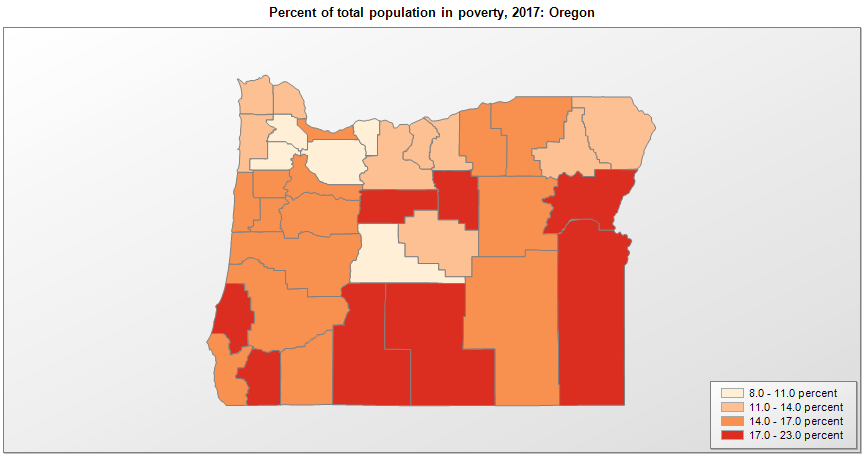 Percent of total population in poverty, 2017: Oregon
8.0 - 11.0 percent
11.0 - 14.0 percent
14.0 - 17.0 percent
17.0 - 23.0 percent